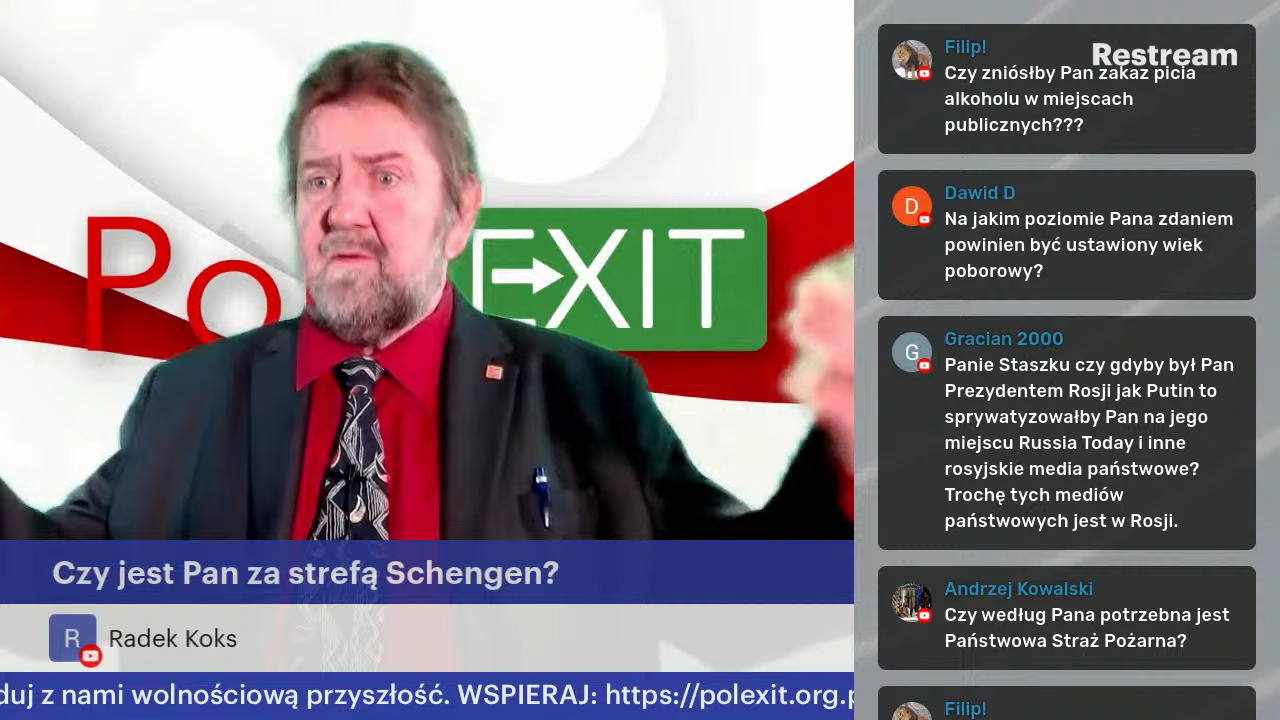 Po EXIT
Czy jest Pan za strefą Schengen?
R
Radek Koks
duj z nami wolnościową przyszłość. WSPIERAJ: https://polexit.org.p
Restream
Filip!
Czy zniósłby Pan zakaz picia
alkoholu w miejscach
publicznych???
D
Dawid D
Na jakim poziomie Pana zdaniem
powinien być ustawiony wiek
poborowy?
G
Gracian 2000
Panie Staszku czy gdyby był Pan
Prezydentem Rosji jak Putin to
sprywatyzowałby Pan na jego
miejscu Russia Today i inne
rosyjskie media państwowe?
Trochę tych mediów
państwowych jest w Rosji.
Andrzej Kowalski
Czy według Pana potrzebna jest
Państwowa Straż Pożarna?
Filip!